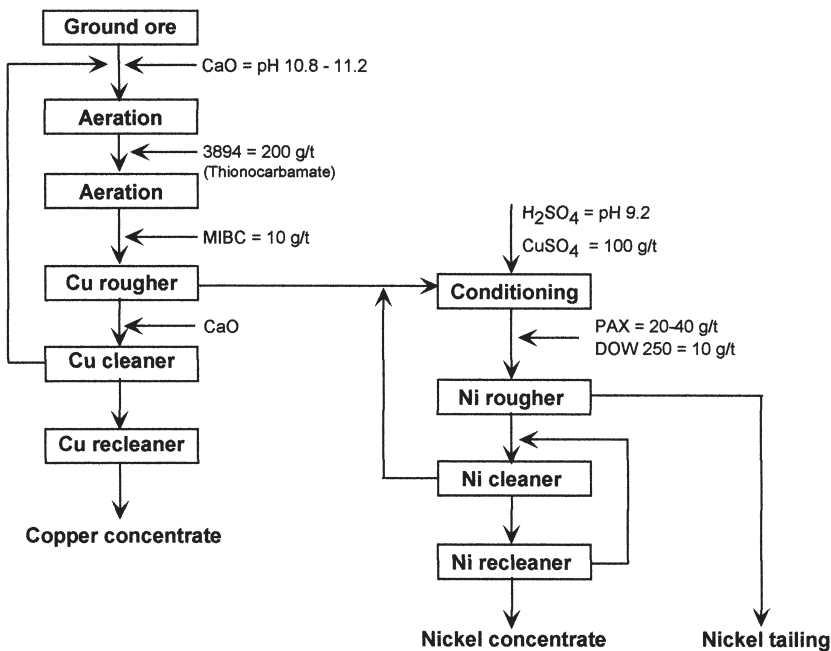 Ground ore
CaO = pH 10.8 - 11.2
Aeration
3894 = 200 g/t
(Thionocarbamate)
Aeration
MIBC = 10 g/t
Cu rougher
CaO
Cu cleaner
Cu recleaner
Copper concentrate
H2SO4 = pH 9.2
CuSO4 = 100 g/t
Conditioning
PAX = 20-40 g/t
DOW 250 = 10 g/t
Ni rougher
Ni cleaner
Ni recleaner
Nickel concentrate
Nickel tailing